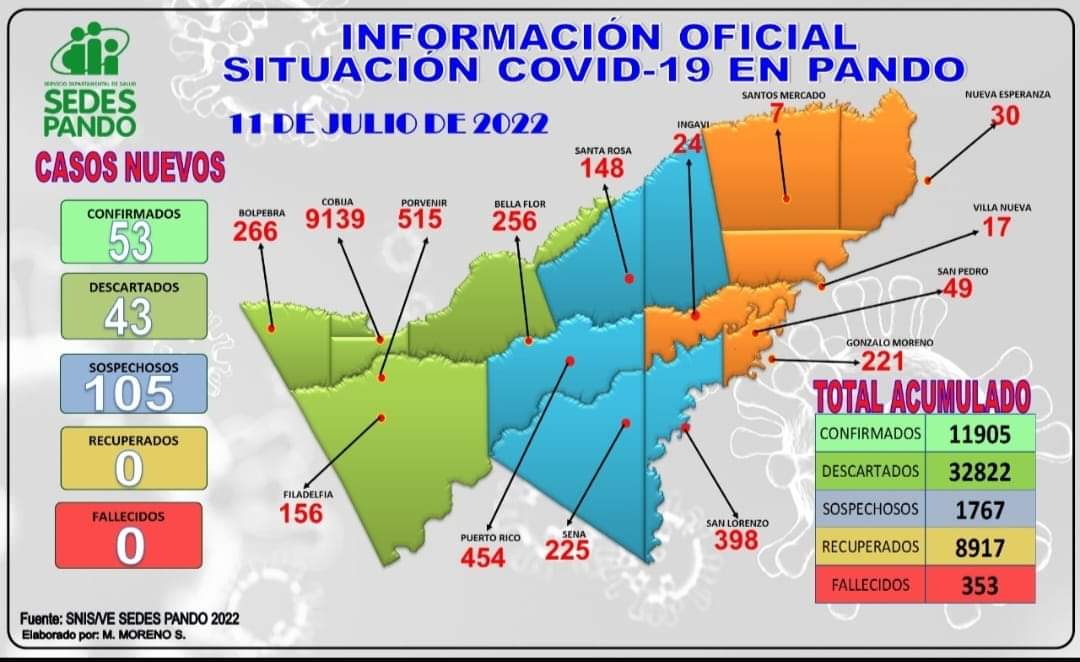 SERVICIO DEPARTAMENTAL DE SALUD
SEDES
PANDO
INFORMACIÓN OFICIAL
SITUACIÓN COVID-19 EN PANDO
11 DE JULIO DE 2022
CASOS NUEVOS
CONFIRMADOS
53
DESCARTADOS
43
SOSPECHOSOS
105
RECUPERADOS
0
FALLECIDOS
0
BOLPEBRA
266
COBIJA
9139
PORVENIR
515
BELLA FLOR
256
SANTA ROSA
148
INGAVI
24
SANTOS MERCADO
7
NUEVA ESPERANZA
30
VILLA NUEVA
17
SAN PEDRO
49
GONZALO MORENO
221
FILADELFIA
156
PUERTO RICO
454
SENA
225
SAN LORENZO
398
TOTAL ACUMULADO
CONFIRMADOS 11905
DESCARTADOS 32822
SOSPECHOSOS 1767
RECUPERADOS 8917
FALLECIDOS 353
Fuente: SNIS/VE SEDES PANDO 2022
Elaborado por: M. MORENO S.